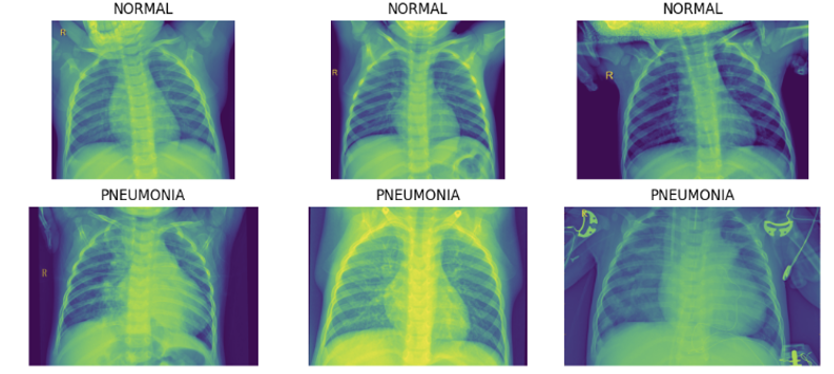 NORMAL NORMAL NORMAL
R R R
PNEUMONIA PNEUMONIA PNEUMONIA
R